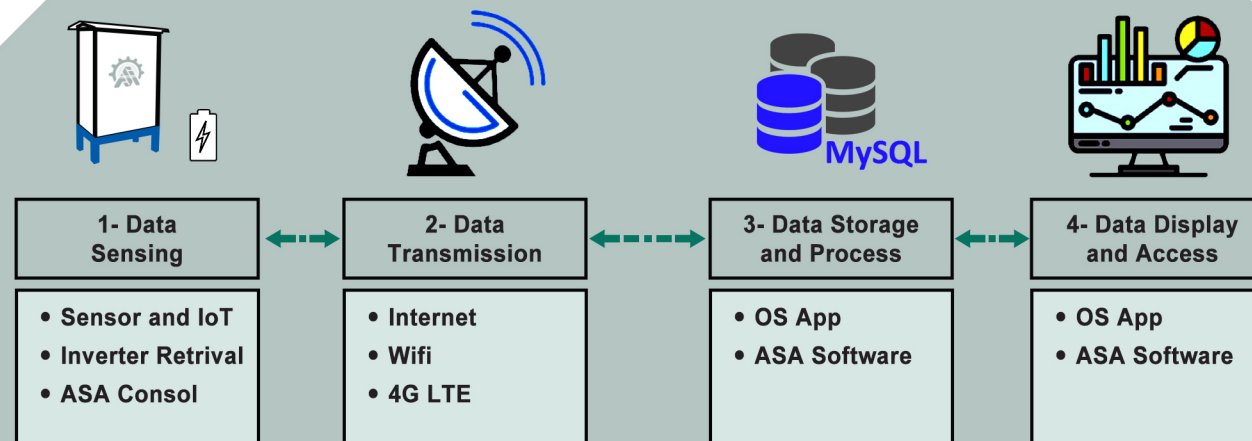 MySQL
1- Data
Sensing
2- Data
Transmission
3- Data Storage
and Process
4- Data Display
and Access
• Sensor and IoT
• Inverter Retrival
• ASA Consol
• Internet
• Wifi
• 4G LTE
• OS App
• ASA Software
• OS App
• ASA Software